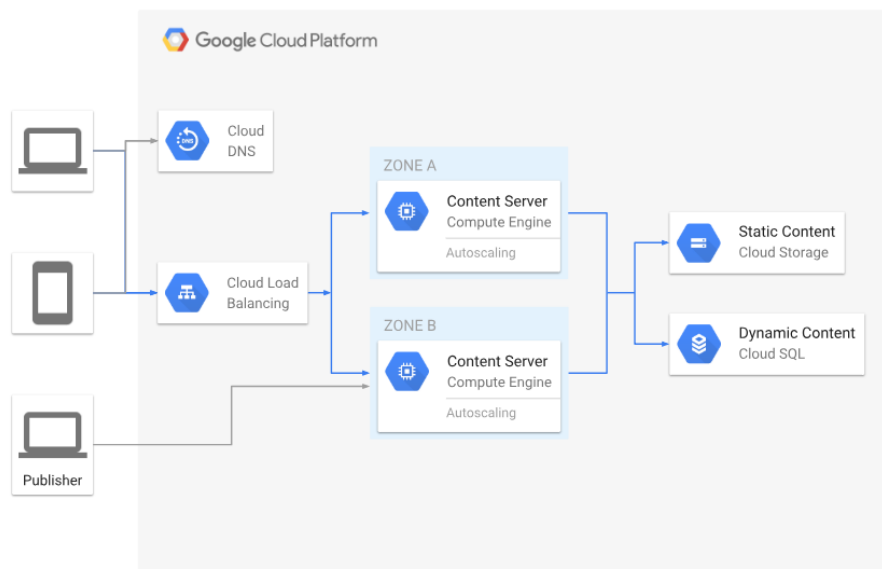 Google Cloud Platform
Cloud
DNS
DNS
ZONE A
Content Server
Compute Engine
Autoscaling
Static Content
Cloud Storage
Cloud Load
Balancing
ZONE B
Content Server
Compute Engine
Autoscaling
Dynamic Content
Cloud SQL
Publisher